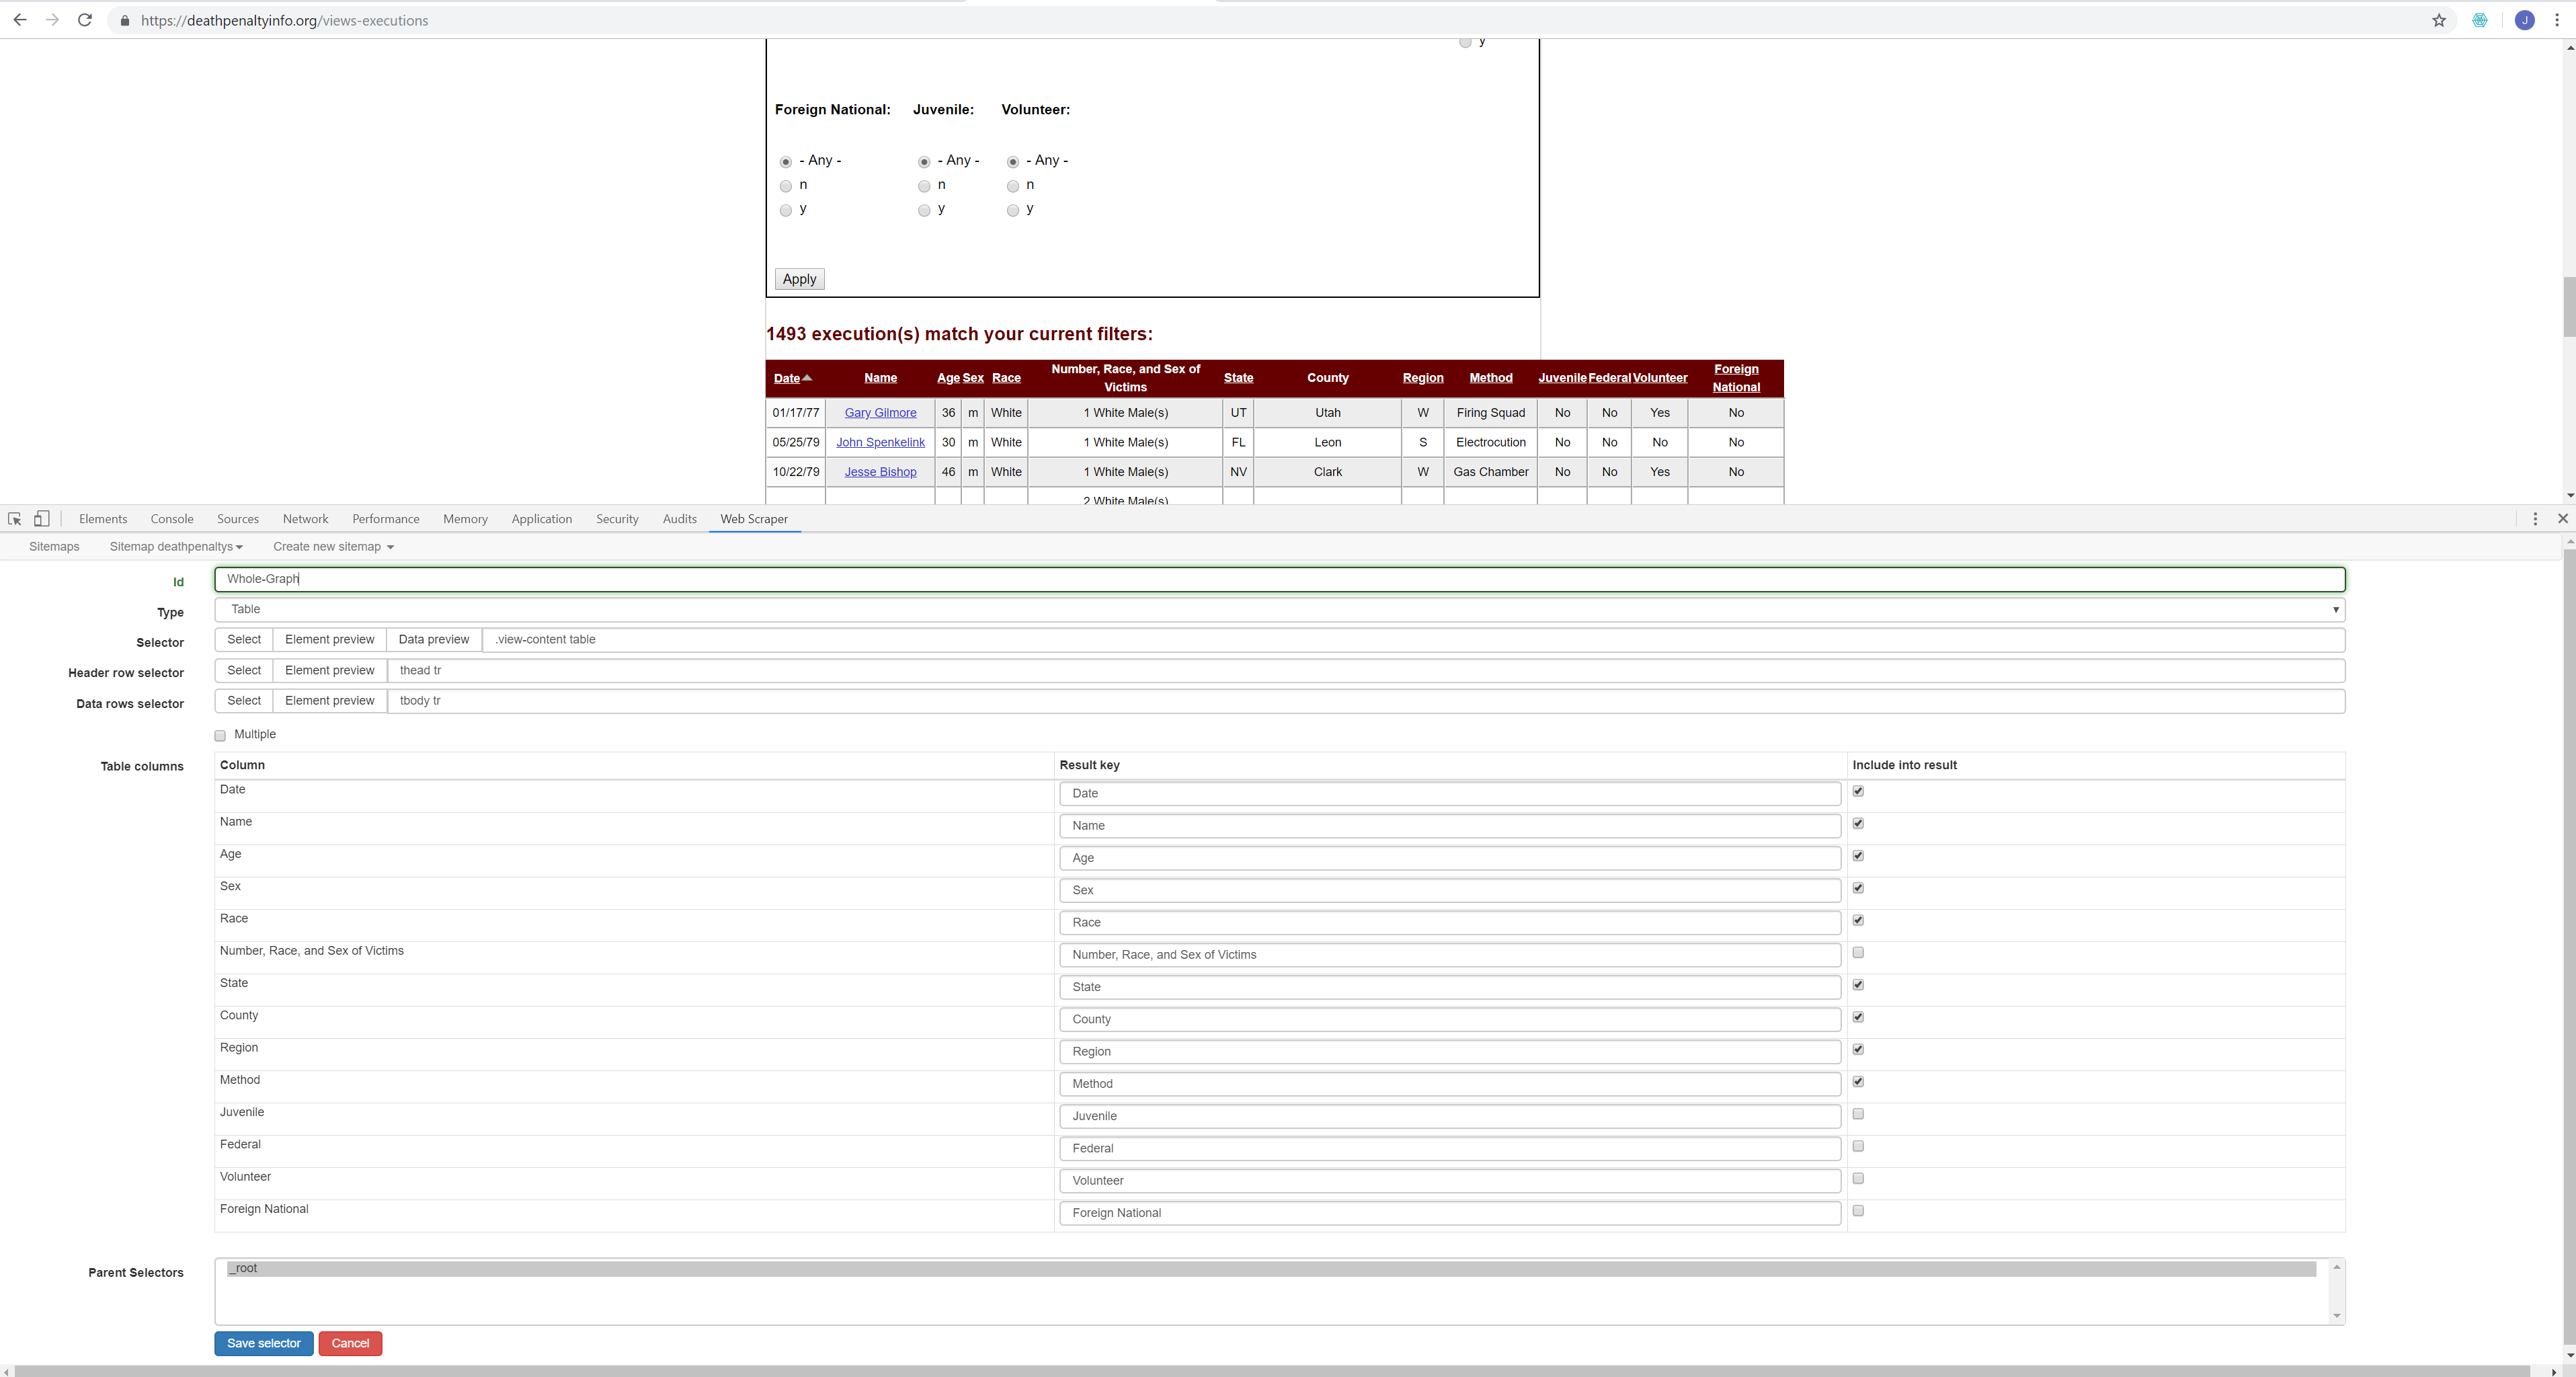 https://deathpenaltyinfo.org/views-executions
J
y
Foreign National: Juvenile: Volunteer:
- Any - - Any - - Any -
n n n
y y y
Apply
1493 execution(s) match your current filters:
Date Name Age Sex Race Number, Race, and Sex of Victims State County Region Method Juvenile Federal Volunteer Foreign National
01/17/77 Gary Gilmore 36 m White 1 White Male(s) UT Utah W Firing Squad No No Yes No
05/25/79 John Spenkelink 30 m White 1 White Male(s) FL Leon S Electrocution No No No No
10/22/79 Jesse Bishop 46 m White 1 White Male(s) NV Clark W Gas Chamber No No Yes No
2 White Male(s)
Elements Console Sources Network Performance Memory Application Security Audits Web Scraper
Sitemaps Sitemap deathpenaltys Create new sitemap
Id Whole-Graph
Type Table
Selector Select Element preview Data preview .view-content table
Header row selector Select Element preview thead tr
Data rows selector Select Element preview tbody tr
Multiple
Table columns Column Result key Include into result
Date Date
Name Name
Age Age
Sex Sex
Race Race
Number, Race, and Sex of Victims Number, Race, and Sex of Victims
State State
County County
Region Region
Method Method
Juvenile Juvenile
Federal Federal
Volunteer Volunteer
Foreign National Foreign National
Parent Selectors _root
Save selector Cancel